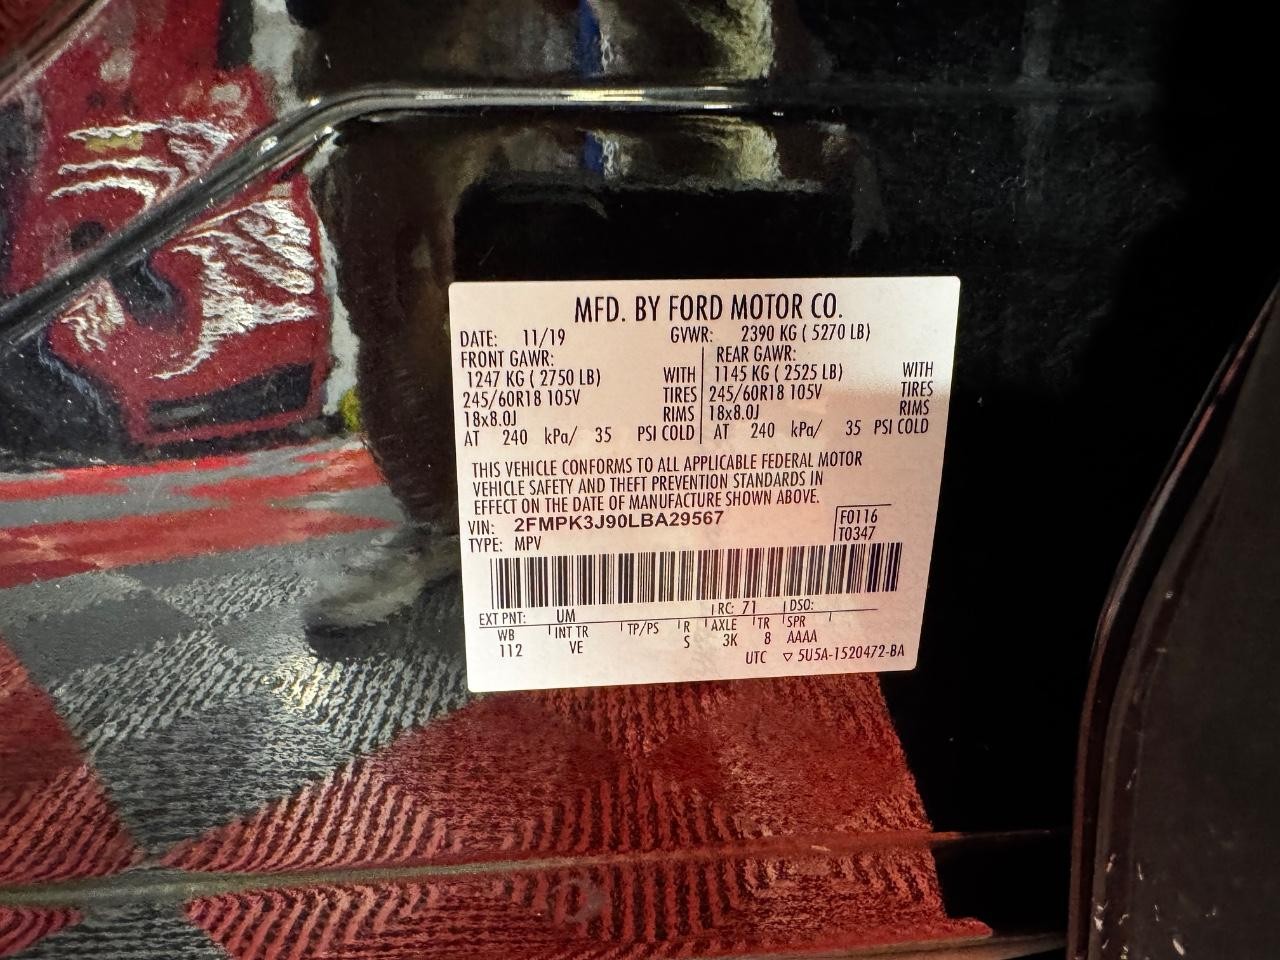 MFD. BY FORD MOTOR CO.
DATE: 11/19 GVWR: 2390 KG ( 5270 LB)
FRONT GAWR: REAR GAWR:
1247 KG ( 2750 LB) WITH 1145 KG ( 2525 LB) WITH
245/60R18 105V TIRES 245/60R18 105V TIRES
18x8.0J RIMS 18x8.0J RIMS
AT 240 kPa/ 35 PSI COLD AT 240 kPa/ 35 PSI COLD
THIS VEHICLE CONFORMS TO ALL APPLICABLE FEDERAL MOTOR
VEHICLE SAFETY AND THEFT PREVENTION STANDARDS IN
EFFECT ON THE DATE OF MANUFACTURE SHOWN ABOVE.
VIN: 2FMPK3J90LBA29567 F0116
TYPE: MPV T0347
EXT PNT: UM RC: 71 DSO:
WB INT TR TP/PS R AXLE TR SPR
112 VE S 3K 8 AAAA
UTC ▽ 5U5A-1520472-BA